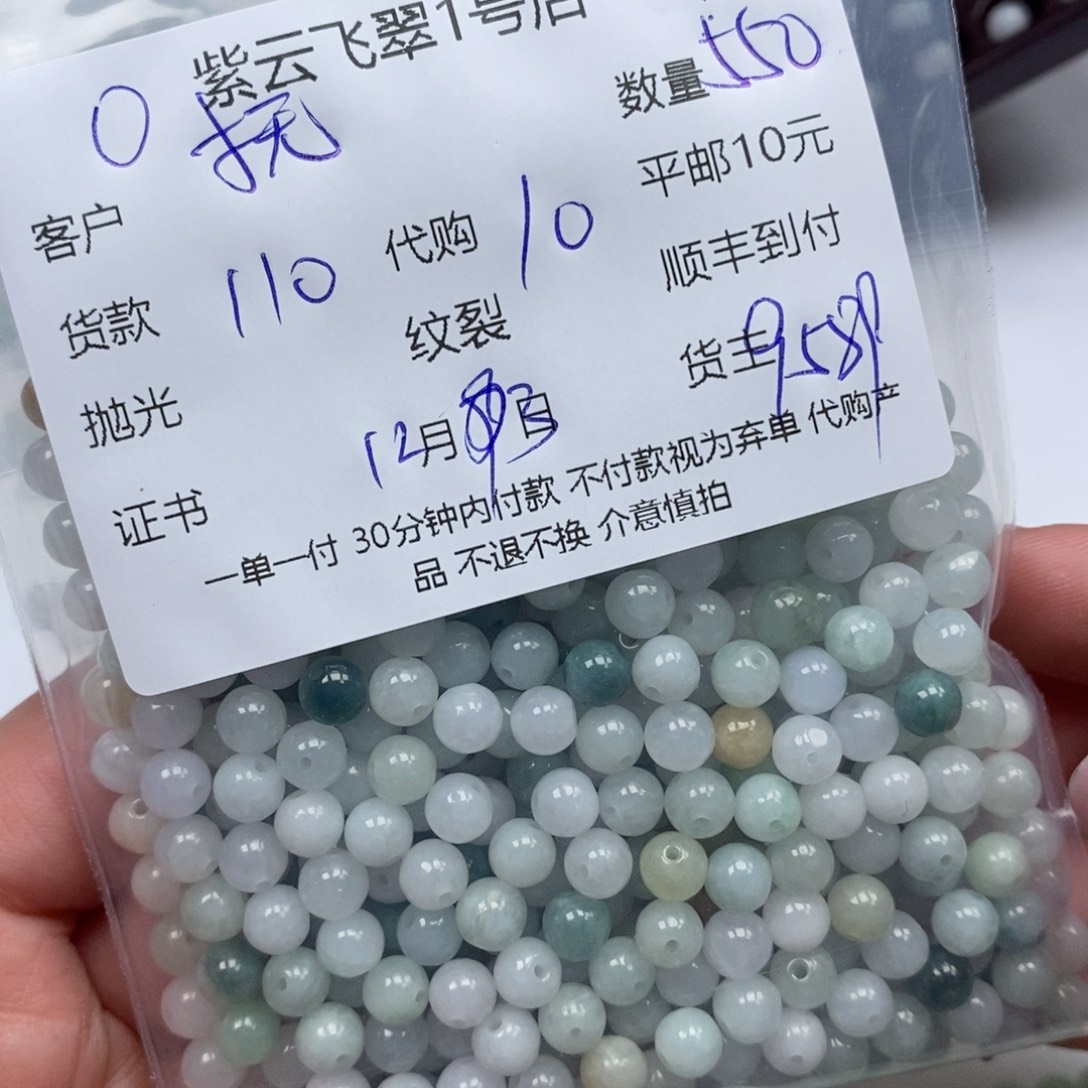 紫云飞翠1号店
数量550
O
平邮10元
客户
代购 10
顺丰到付
货款 110
纹裂
货主
抛光
12月
日
证书
一单一付 30分钟内付款 不付款视为弃单 代购产
品 不退不换 介意慎拍